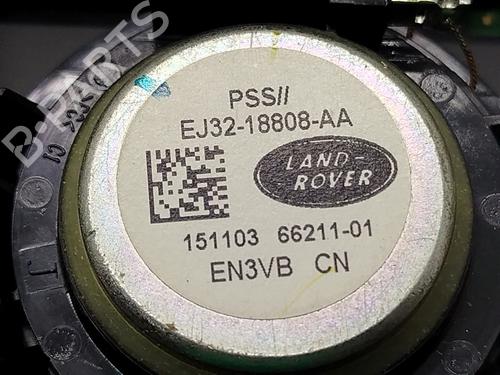 B-PARTS
PSS//
EJ32-18808-AA
LAND-
ROVER
151103 66211-01
EN3VB CN